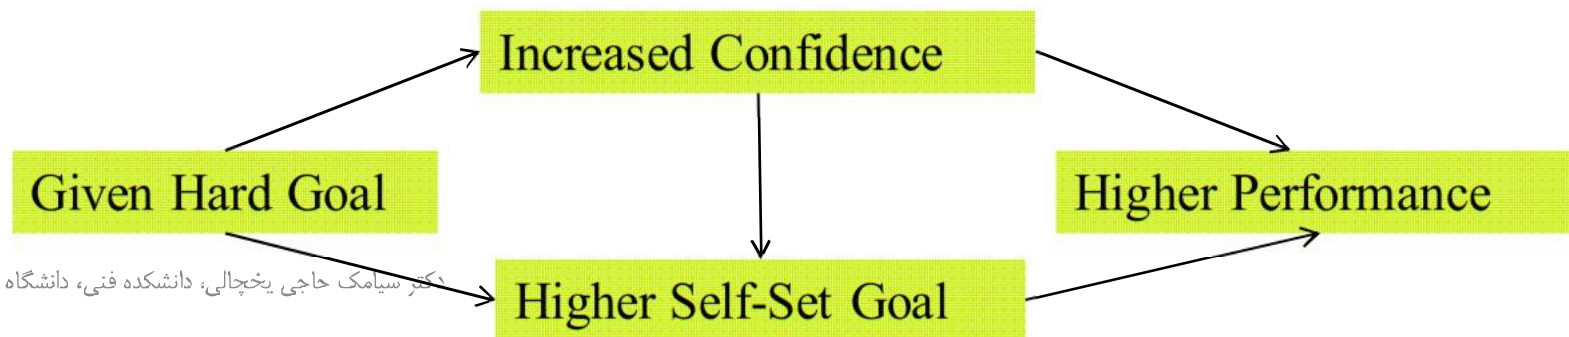 Increased Confidence
Given Hard Goal
Higher Performance
دکتر سیامک حاجی یخچالی، دانشکده فنی، دانشگاه
Higher Self-Set Goal